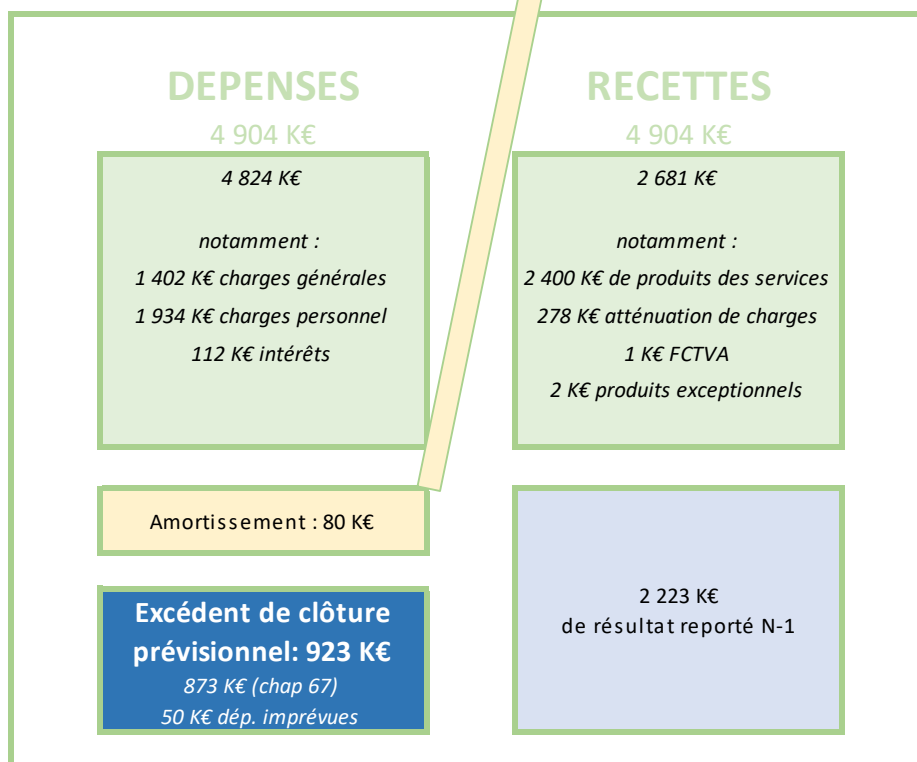 DEPENSES
4 904 K€
4 824 K€
notamment :
1 402 K€ charges générales
1 934 K€ charges personnel
112 K€ intérêts
Amortissement : 80 K€
Excédent de clôture
prévisionnel: 923 K€
873 K€ (chap 67)
50 K€ dép. imprévues
RECETTES
4 904 K€
2 681 K€
notamment :
2 400 K€ de produits des services
278 K€ atténuation de charges
1 K€ FCTVA
2 K€ produits exceptionnels
2 223 K€
de résultat reporté N-1